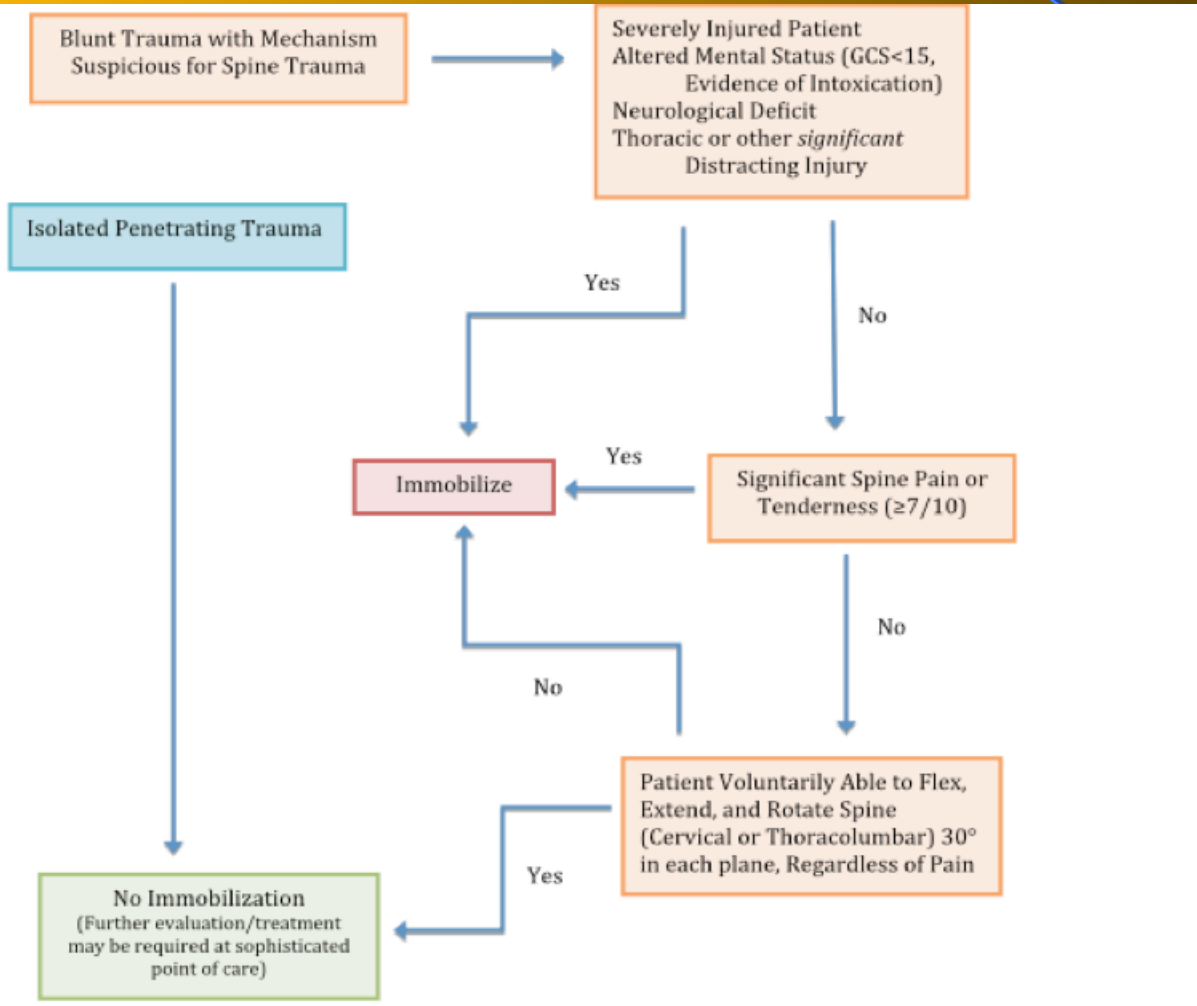 Blunt Trauma with Mechanism
Suspicious for Spine Trauma
Severely Injured Patient
Altered Mental Status (GCS<15,
Evidence of Intoxication)
Neurological Deficit
Thoracic or other significant
Distracting Injury
Isolated Penetrating Trauma
Yes
No
Immobilize
Yes
Significant Spine Pain or
Tenderness (≥7/10)
No
No
Patient Voluntarily Able to Flex,
Extend, and Rotate Spine
(Cervical or Thoracolumbar) 30°
in each plane, Regardless of Pain
Yes
No Immobilization
(Further evaluation/treatment
may be required at sophisticated
point of care)